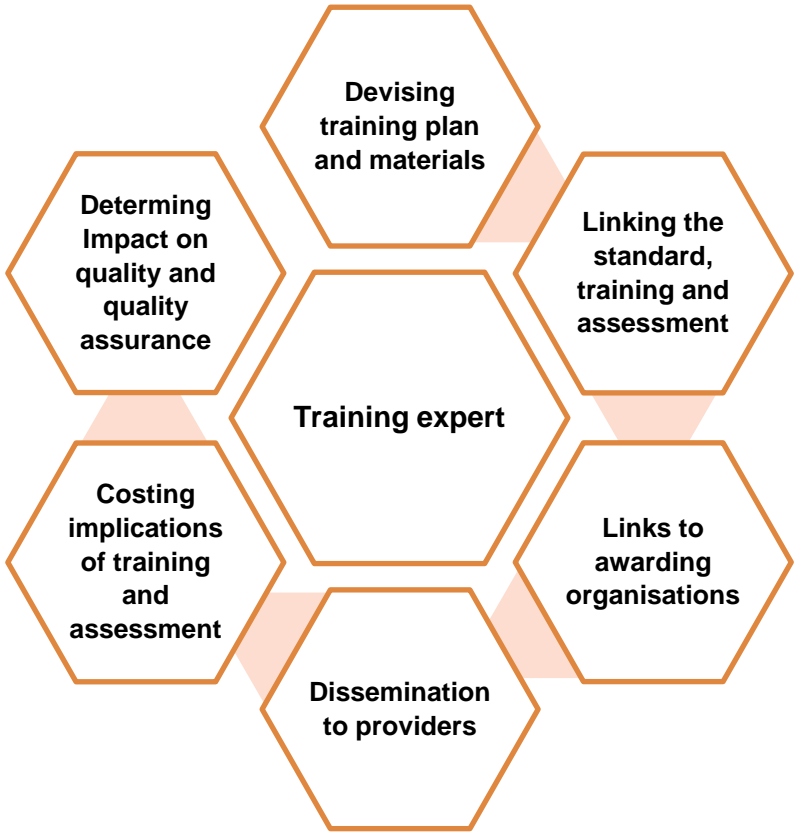 Devising
training plan
and materials
Linking the
standard,
training and
assessment
Links to
awarding
organisations
Dissemination
to providers
Costing
implications
of training
and
assessment
Determing
Impact on
quality and
quality
assurance
Training expert